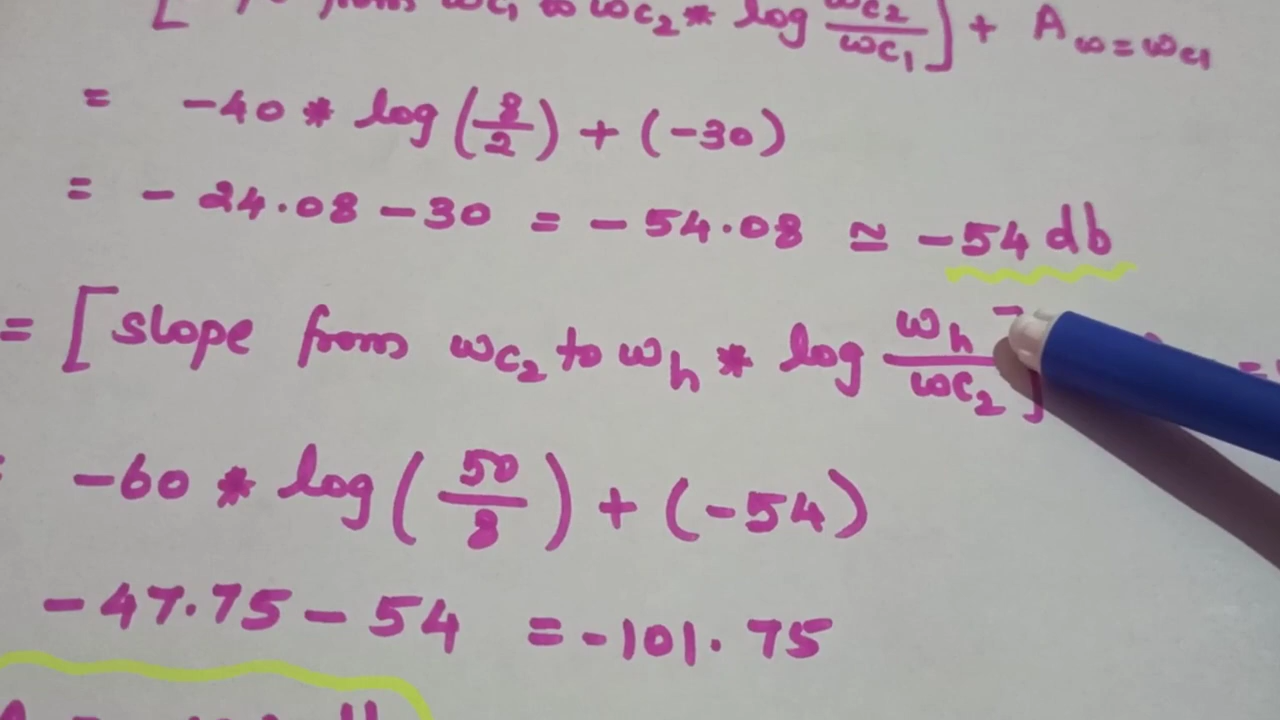 [ from ωc₁ to ωc₂ * log ωc₂/ωc₁ ] + A ω=ωc₁
= -40 * log (8/2) + (-30)
= -24.08 - 30 = -54.08 ≅ -54 db
= [slope from ωc₂ to ωh * log ωh/ωc₂]
-60 * log (50/8) + (-54)
-47.75 - 54 = -101.75